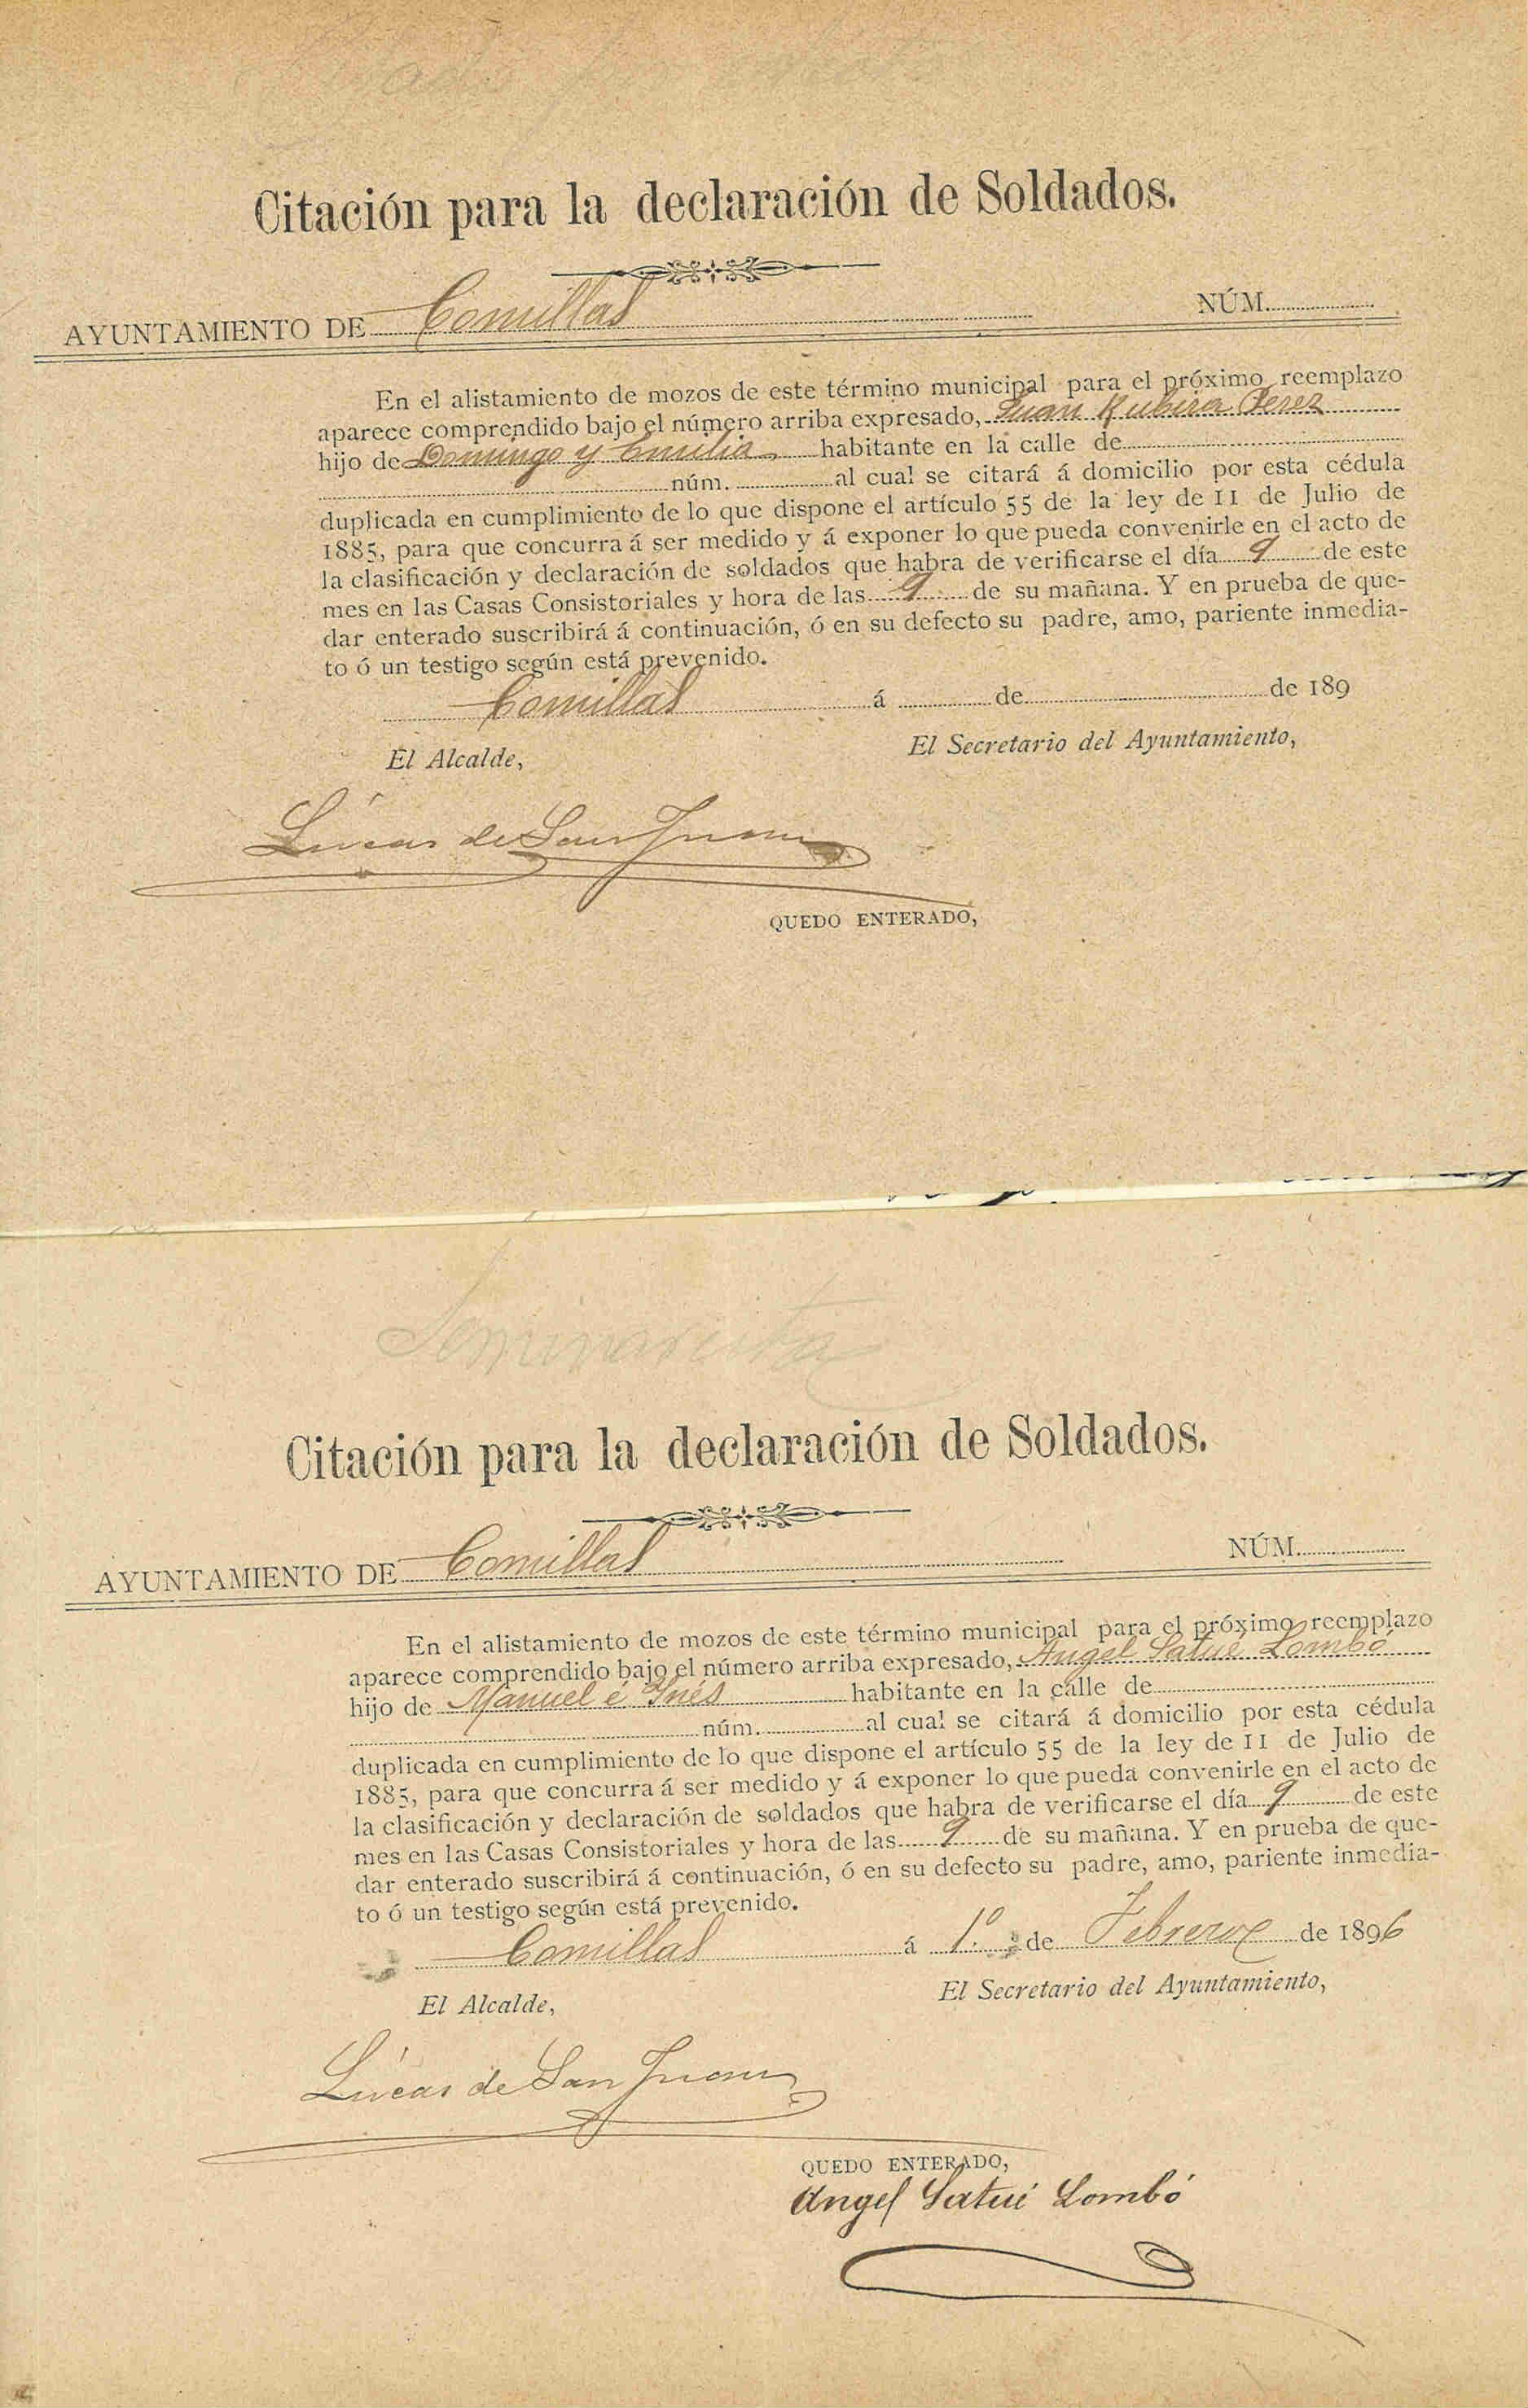 Citación para la declaración de Soldados.
AYUNTAMIENTO DE Comillas NÚM.
En el alistamiento de mozos de este término municipal para el próximo reemplazo
aparece comprendido bajo el número arriba expresado, Juan Rubira Perez
hijo de Domingo y Emilia habitante en la calle de
núm. al cual se citará á domicilio por esta cédula
duplicada en cumplimiento de lo que dispone el artículo 55 de la ley de 11 de Julio de
1885, para que concurra á ser medido y á exponer lo que pueda convenirle en el acto de
la clasificación y declaración de soldados que habra de verificarse el día 9 de este
mes en las Casas Consistoriales y hora de las 9 de su mañana. Y en prueba de que-
dar enterado suscribirá á continuación, ó en su defecto su padre, amo, pariente inmedia-
to ó un testigo según está prevenido.
Comillas á de de 189
El Alcalde, El Secretario del Ayuntamiento,
Lúcas de San Juan
QUEDO ENTERADO,
Seminarista
Citación para la declaración de Soldados.
AYUNTAMIENTO DE Comillas NÚM.
En el alistamiento de mozos de este término municipal para el próximo reemplazo
aparece comprendido bajo el número arriba expresado, Angel Satué Lombó
hijo de Manuel é Inés habitante en la calle de
núm. al cual se citará á domicilio por esta cédula
duplicada en cumplimiento de lo que dispone el artículo 55 de la ley de 11 de Julio de
1885, para que concurra á ser medido y á exponer lo que pueda convenirle en el acto de
la clasificación y declaración de soldados que habra de verificarse el día 9 de este
mes en las Casas Consistoriales y hora de las 9 de su mañana. Y en prueba de que-
dar enterado suscribirá á continuación, ó en su defecto su padre, amo, pariente inmedia-
to ó un testigo según está prevenido.
Comillas á 1º de Febrero de 1896
El Alcalde, El Secretario del Ayuntamiento,
Lúcas de San Juan
QUEDO ENTERADO,
Angel Satué Lombó